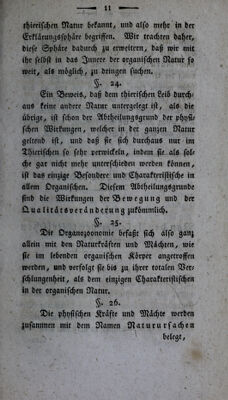 — 11 —
thierischen Natur bekannt, und also mehr in der
Erklärungssphäre begriffen. Wir trachten daher,
diese Sphäre dadurch zu erweitern, daß wir mit
ihr selbst in das Innere der organischen Natur so
weit, als möglich, zu dringen suchen.
§. 24.
Ein Beweis, daß dem thierischen Leib durch-
aus keine andere Natur untergelegt ist, als die
übrige, ist schon der Abtheilungsgrund der physi-
schen Wirkungen, welcher in der ganzen Natur
geltend ist, und daß sie sich durchaus nur im
Thierischen so sehr verwickeln, indem sie als sol-
che gar nicht mehr unterschieden werden können,
ist das einzige Besondere und Charakteristische in
allem Organischen. Diesem Abtheilungsgrunde
sind die Wirkungen der Bewegung und der
Qualitätsveränderung zukömmlich.
§. 25.
Die Organozoonomie befaßt sich also ganz
allein mit den Naturkräften und Mächten, wie
sie im lebenden organischen Körper angetroffen
werden, und verfolgt sie bis zu ihrer totalen Ver-
schlungenheit, als dem einzigen Charakteristischen
in der organischen Natur.
§. 26.
Die physischen Kräfte und Mächte werden
zusammen mit dem Namen Naturursachen
belegt,